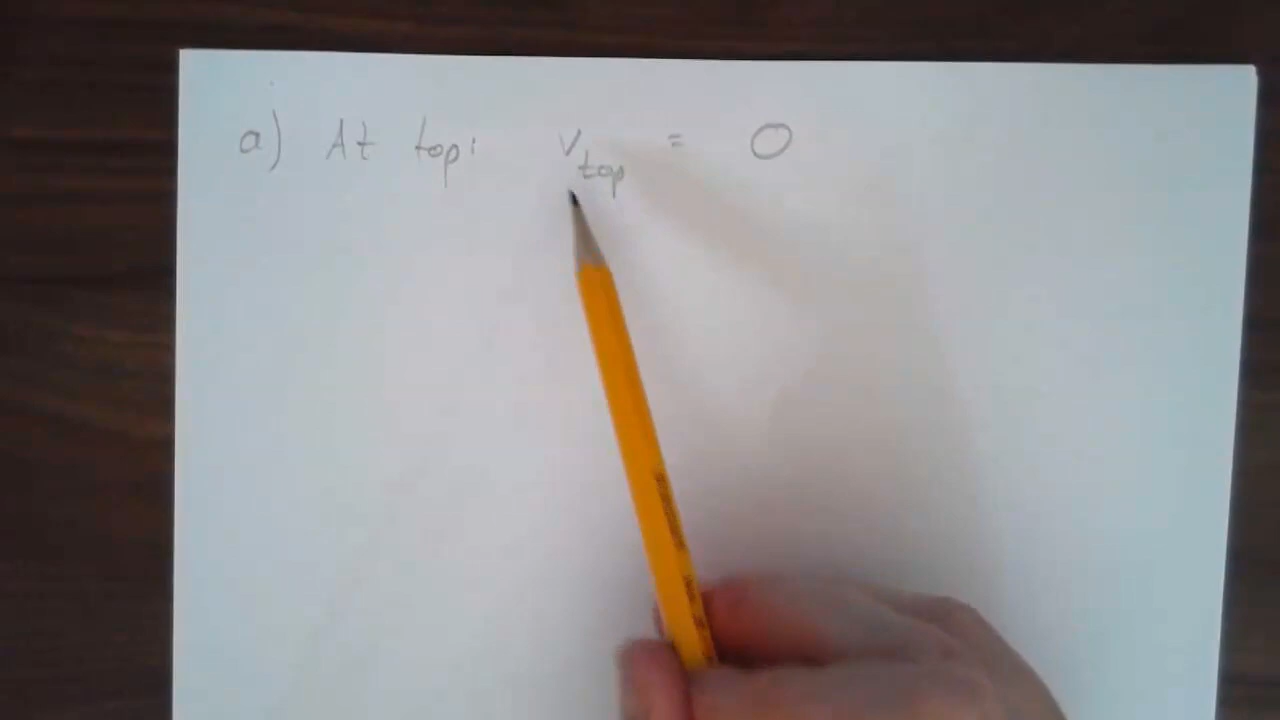 a) At top: v_top = 0